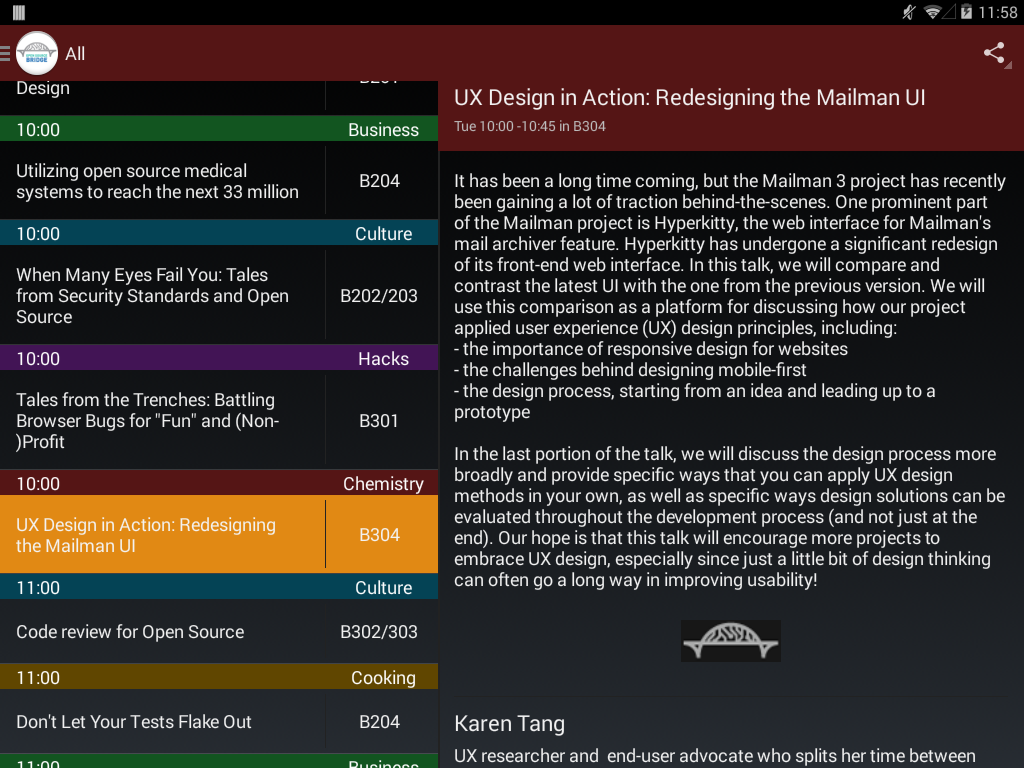 11:58
OPEN SOURCE
BRIDGE
All
Design
10:00 Business
Utilizing open source medical
systems to reach the next 33 million
B204
10:00 Culture
When Many Eyes Fail You: Tales
from Security Standards and Open
Source
B202/203
10:00 Hacks
Tales from the Trenches: Battling
Browser Bugs for "Fun" and (Non-
)Profit
B301
10:00 Chemistry
UX Design in Action: Redesigning
the Mailman UI
B304
11:00 Culture
Code review for Open Source
B302/303
11:00 Cooking
Don't Let Your Tests Flake Out
B204
11:00 Business
UX Design in Action: Redesigning the Mailman UI
Tue 10:00 -10:45 in B304
It has been a long time coming, but the Mailman 3 project has recently
been gaining a lot of traction behind-the-scenes. One prominent part
of the Mailman project is Hyperkitty, the web interface for Mailman's
mail archiver feature. Hyperkitty has undergone a significant redesign
of its front-end web interface. In this talk, we will compare and
contrast the latest UI with the one from the previous version. We will
use this comparison as a platform for discussing how our project
applied user experience (UX) design principles, including:
- the importance of responsive design for websites
- the challenges behind designing mobile-first
- the design process, starting from an idea and leading up to a
prototype
In the last portion of the talk, we will discuss the design process more
broadly and provide specific ways that you can apply UX design
methods in your own, as well as specific ways design solutions can be
evaluated throughout the development process (and not just at the
end). Our hope is that this talk will encourage more projects to
embrace UX design, especially since just a little bit of design thinking
can often go a long way in improving usability!
Karen Tang
UX researcher and  end-user advocate who splits her time between